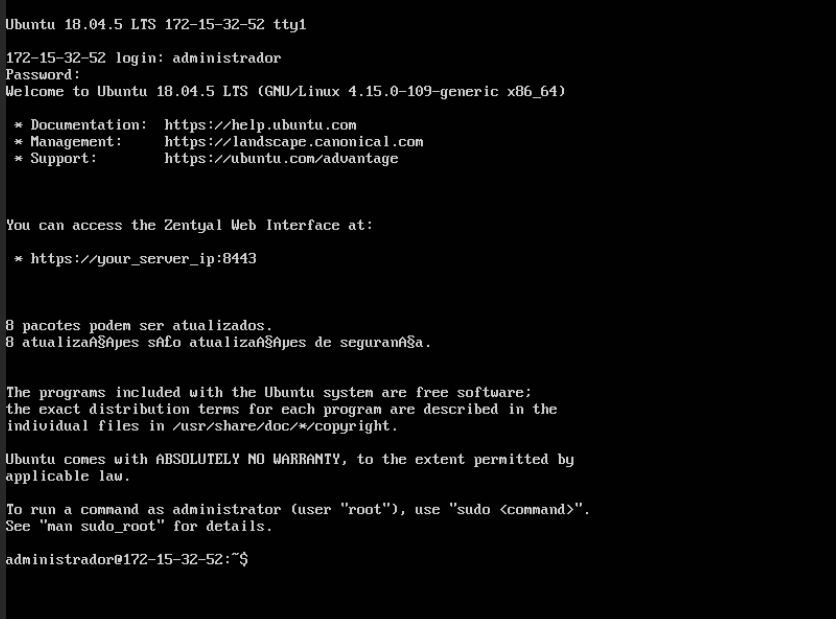 Ubuntu 18.04.5 LTS 172-15-32-52 tty1
172-15-32-52 login: administrador
Password:
Welcome to Ubuntu 18.04.5 LTS (GNU/Linux 4.15.0-109-generic x86_64)
* Documentation:  https://help.ubuntu.com
* Management:     https://landscape.canonical.com
* Support:        https://ubuntu.com/advantage
You can access the Zentyal Web Interface at:
* https://your_server_ip:8443
8 pacotes podem ser atualizados.
8 atualizaÃ§Ãµes sÃ£o atualizaÃ§Ãµes de seguranÃ§a.
The programs included with the Ubuntu system are free software;
the exact distribution terms for each program are described in the
individual files in /usr/share/doc/*/copyright.
Ubuntu comes with ABSOLUTELY NO WARRANTY, to the extent permitted by
applicable law.
To run a command as administrator (user "root"), use "sudo <command>".
See "man sudo_root" for details.
administrador@172-15-32-52:~$